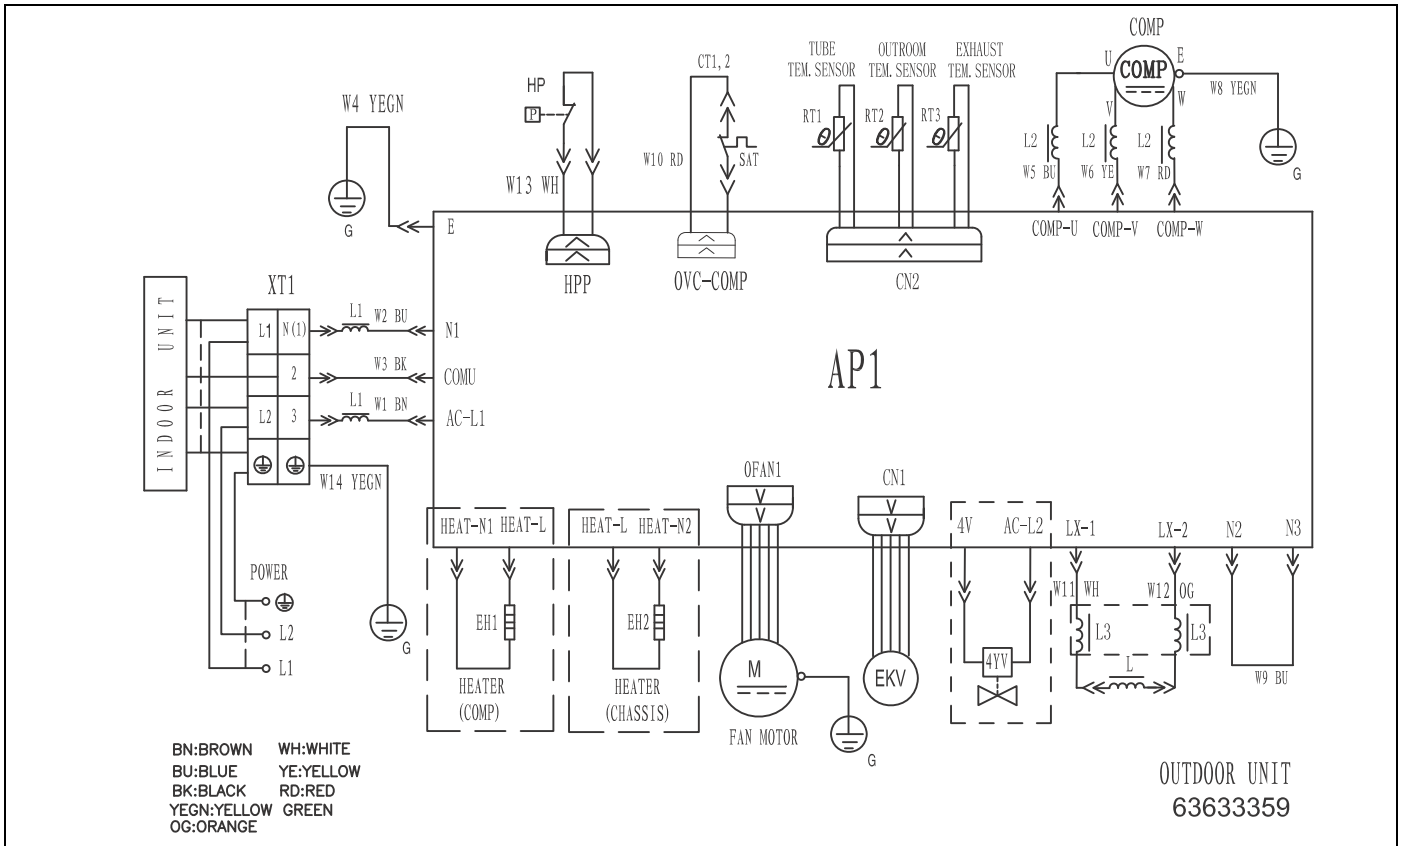 COMP
TUBE
TEM. SENSOR
OUTROOM
TEM. SENSOR
EXHAUST
TEM. SENSOR
CT1, 2
U
COMP
E
HP
P
W4 YEGN
W8 YEGN
V
W
RT1
RT2
RT3
θ
θ
θ
L2
L2
L2
W10 RD
SAT
W5 BU
W6 YE
W7 RD
W13 WH
G
G
E
COMP-U
COMP-V
COMP-W
HPP
OVC-COMP
CN2
XT1
INDOOR UNIT
L1
N(1)
L1
W2 BU
N1
2
W3 BK
COMU
L2
3
L1
W1 BN
AC-L1
AP1
W14 YEGN
OFAN1
CN1
HEAT-N1
HEAT-L
HEAT-L
HEAT-N2
4V
AC-L2
LX-1
LX-2
N2
N3
POWER
L2
L1
G
EH1
EH2
W11 WH
W12 OG
L3
L3
L
M
EKV
4YV
W9 BU
HEATER
(COMP)
HEATER
(CHASSIS)
FAN MOTOR
G
BN:BROWN WH:WHITE
BU:BLUE YE:YELLOW
BK:BLACK RD:RED
YEGN:YELLOW GREEN
OG:ORANGE
OUTDOOR UNIT
63633359